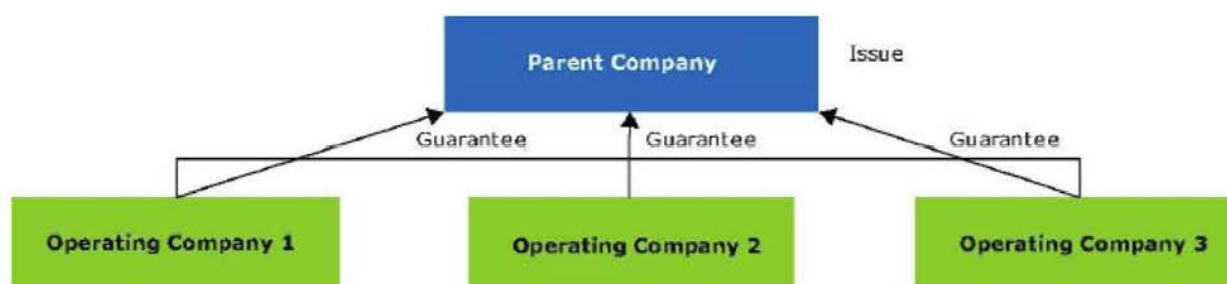 Parent Company
Issue
Guarantee
Guarantee
Guarantee
Operating Company 1
Operating Company 2
Operating Company 3